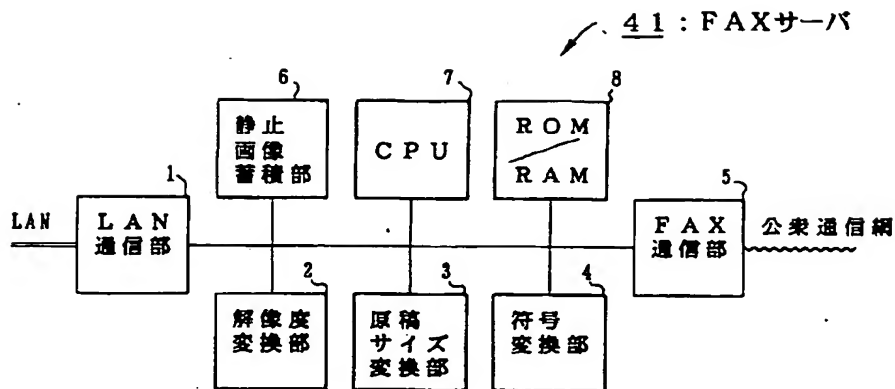 41：FAXサーバ
6
7
8
静止
画像
蓄積部
CPU
ROM
RAM
1
5
LAN
LAN
通信部
FAX
通信部
公衆通信網
2
3
4
解像度
変換部
原稿
サイズ
変換部
符号
変換部